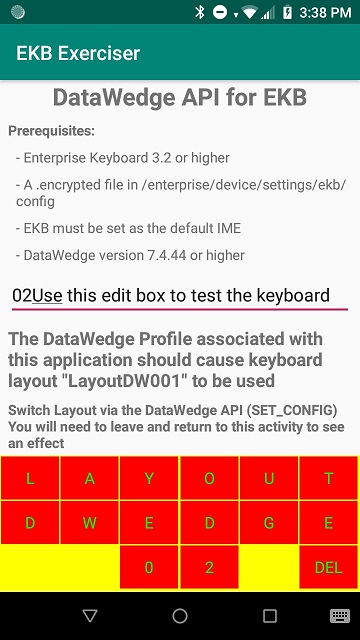 3:38 PM
EKB Exerciser
DataWedge API for EKB
Prerequisites:
- Enterprise Keyboard 3.2 or higher
- A .encrypted file in /enterprise/device/settings/ekb/
config
- EKB must be set as the default IME
- DataWedge version 7.4.44 or higher
02Use this edit box to test the keyboard
The DataWedge Profile associated with
this application should cause keyboard
layout "LayoutDW001" to be used
Switch Layout via the DataWedge API (SET_CONFIG)
You will need to leave and return to this activity to see
an effect
L A Y O U T
D W E D G E
0 2 DEL